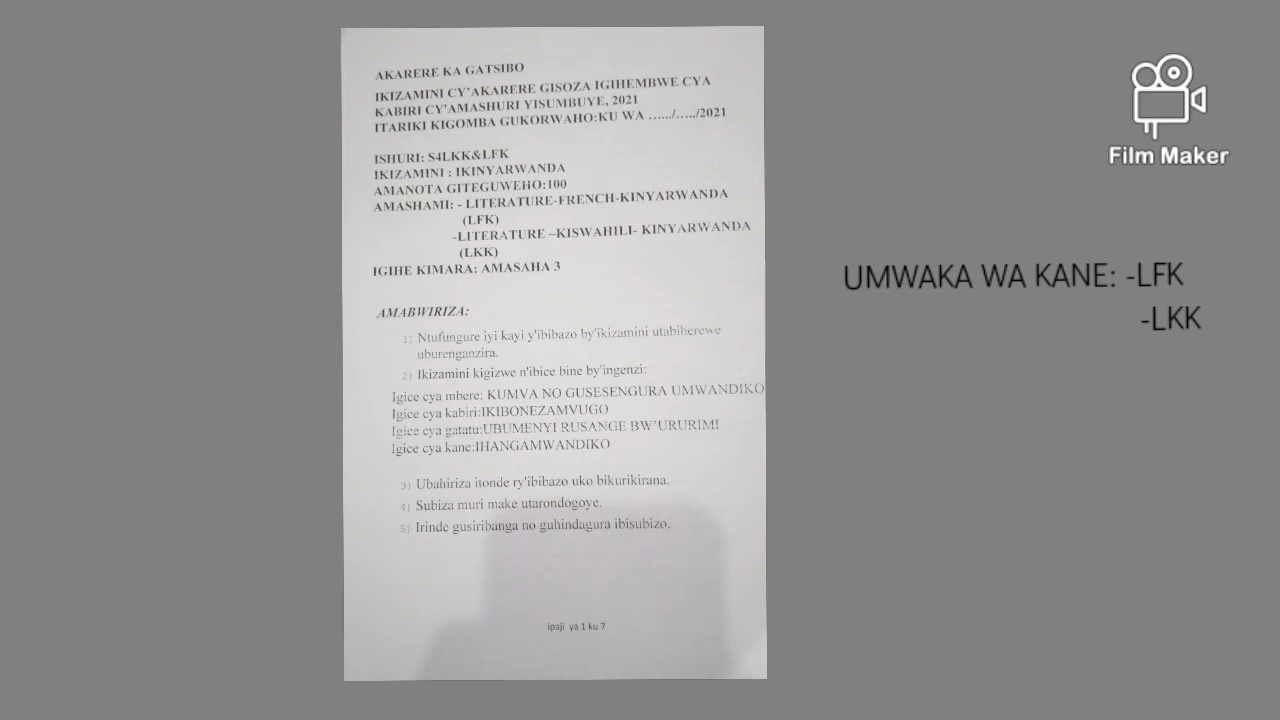 AKARERE KA GATSIBO
IKIZAMINI CY'AKARERE GISOZA IGIHEMBWE CYA
KABIRI CY'AMASHURI YISUMBUYE, 2021
ITARIKI KIGOMBA GUKORWAHO:KU WA ……/…../2021
ISHURI: S4LKK&LFK
IKIZAMINI : IKINYARWANDA
AMANOTA GITEGUWEHO:100
AMASHAMI: - LITERATURE-FRENCH-KINYARWANDA
(LFK)
-LITERATURE –KISWAHILI- KINYARWANDA
(LKK)
IGIHE KIMARA: AMASAHA 3
AMABWIRIZA:
1) Ntufungure iyi kayi y'ibibazo by'ikizamini utabiherewe
uburenganzira.
2) Ikizamini kigizwe n'ibice bine by'ingenzi:
Igice cya mbere: KUMVA NO GUSESENGURA UMWANDIKO
Igice cya kabiri:IKIBONEZAMVUGO
Igice cya gatatu:UBUMENYI RUSANGE BW'URURIMI
Igice cya kane:IHANGAMWANDIKO
3) Ubahiriza itonde ry'ibibazo uko bikurikirana.
4) Subiza muri make utarondogoye.
5) Irinde gusiribanga no guhindagura ibisubizo.
ipaji ya 1 ku 7
Film Maker
UMWAKA WA KANE: -LFK
-LKK